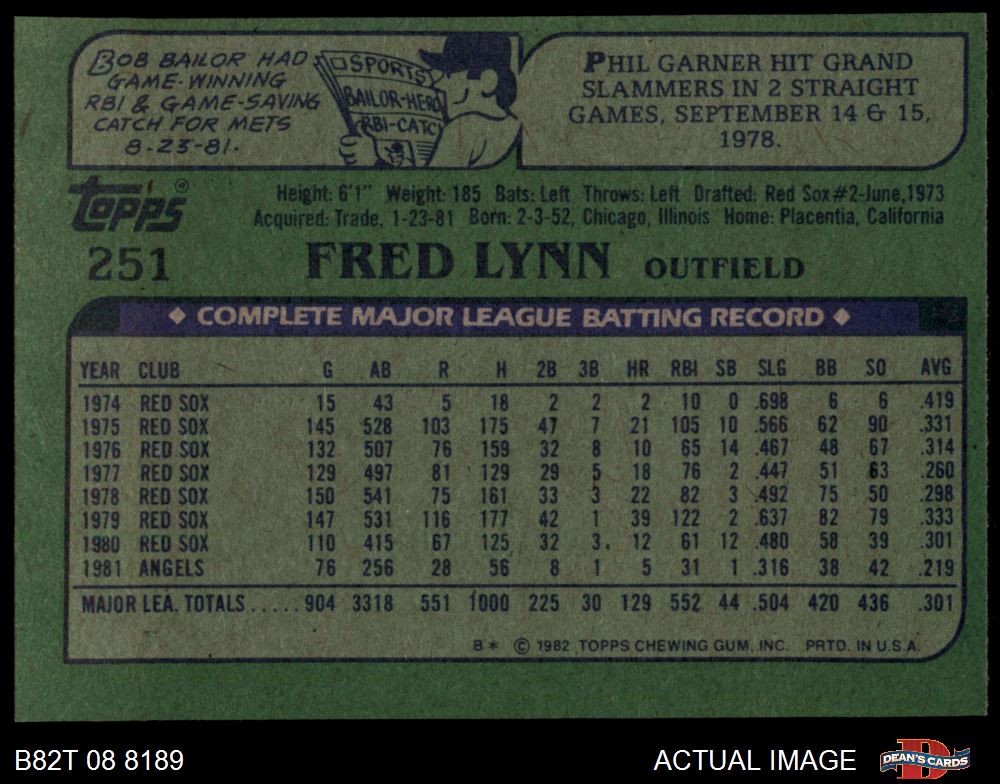 BOB BAILOR HAD
GAME-WINNING
RBI & GAME-SAVING
CATCH FOR METS
8-23-81.
SPORTS
BAILOR-HERO
RBI-CATC
PHIL GARNER HIT GRAND
SLAMMERS IN 2 STRAIGHT
GAMES, SEPTEMBER 14 & 15,
1978.
Topps®
Height: 6'1" Weight: 185 Bats: Left Throws: Left Drafted: Red Sox #2-June, 1973
Acquired: Trade, 1-23-81 Born: 2-3-52, Chicago, Illinois Home: Placentia, California
251 FRED LYNN OUTFIELD
◆ COMPLETE MAJOR LEAGUE BATTING RECORD ◆
YEAR CLUB G AB R H 2B 3B HR RBI SB SLG BB SO AVG
1974 RED SOX 15 43 5 18 2 2 2 10 0 .698 6 6 .419
1975 RED SOX 145 528 103 175 47 7 21 105 10 .566 62 90 .331
1976 RED SOX 132 507 76 159 32 8 10 65 14 .467 48 67 .314
1977 RED SOX 129 497 81 129 29 5 18 76 2 .447 51 63 .260
1978 RED SOX 150 541 75 161 33 3 22 82 3 .492 75 50 .298
1979 RED SOX 147 531 116 177 42 1 39 122 2 .637 82 79 .333
1980 RED SOX 110 415 67 125 32 3 12 61 12 .480 58 39 .301
1981 ANGELS 76 256 28 56 8 1 5 31 1 .316 38 42 .219
MAJOR LEA. TOTALS ..... 904 3318 551 1000 225 30 129 552 44 .504 420 436 .301
B* © 1982 TOPPS CHEWING GUM, INC. PRTD. IN U.S.A.
B82T 08 8189
ACTUAL IMAGE
DEAN'S CARDS